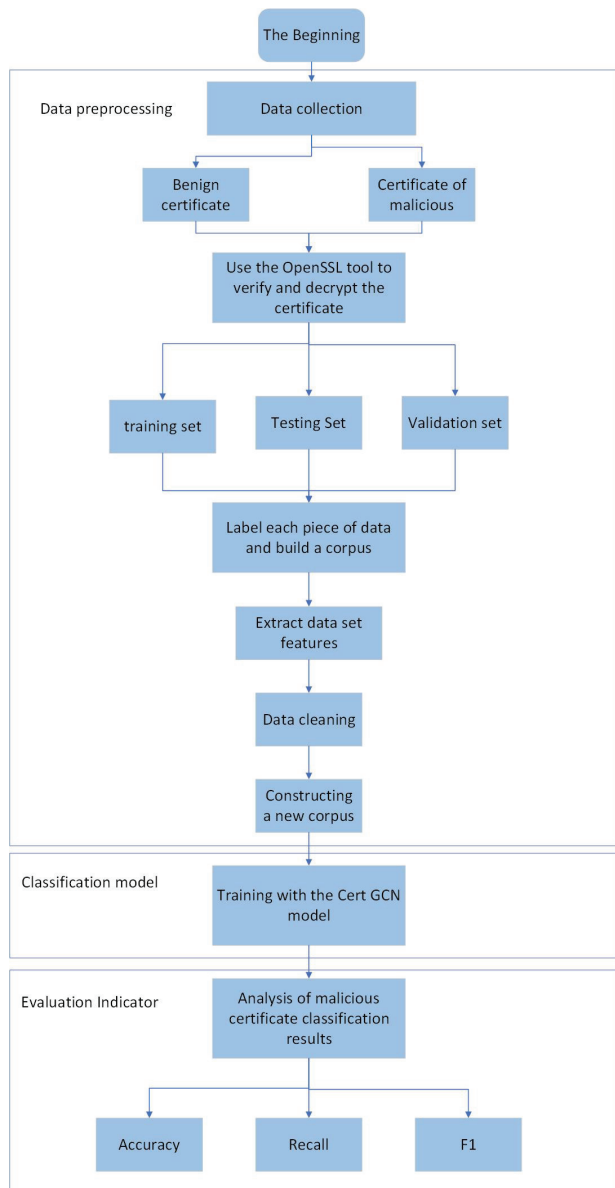 The Beginning
Data preprocessing
Data collection
Benign
certificate
Certificate of
malicious
Use the OpenSSL tool to
verify and decrypt the
certificate
training set
Testing Set
Validation set
Label each piece of data
and build a corpus
Extract data set
features
Data cleaning
Constructing
a new corpus
Classification model
Training with the Cert GCN
model
Evaluation Indicator
Analysis of malicious
certificate classification
results
Accuracy
Recall
F1